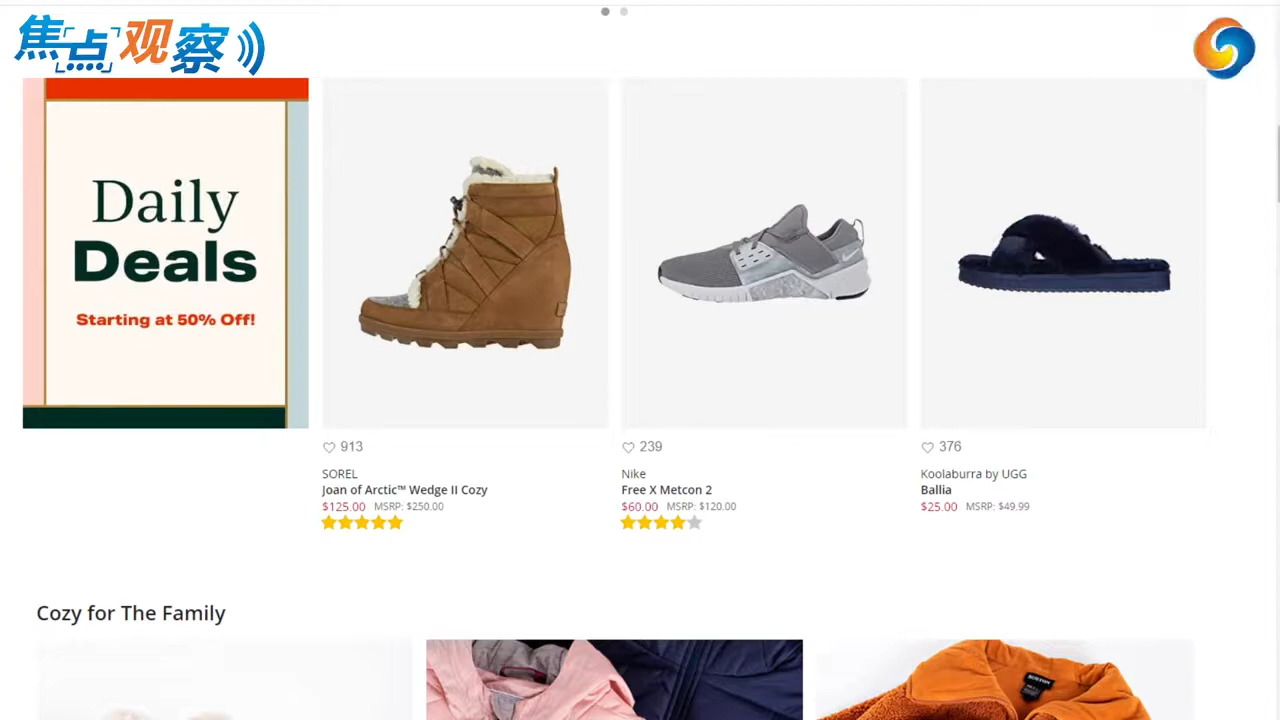 焦点观察
Daily
Deals
Starting at 50% Off!
913
SOREL
Joan of Arctic™ Wedge II Cozy
$125.00 MSRP: $250.00
239
Nike
Free X Metcon 2
$60.00 MSRP: $120.00
376
Koolaburra by UGG
Ballia
$25.00 MSRP: $49.99
Cozy for The Family
BURTON